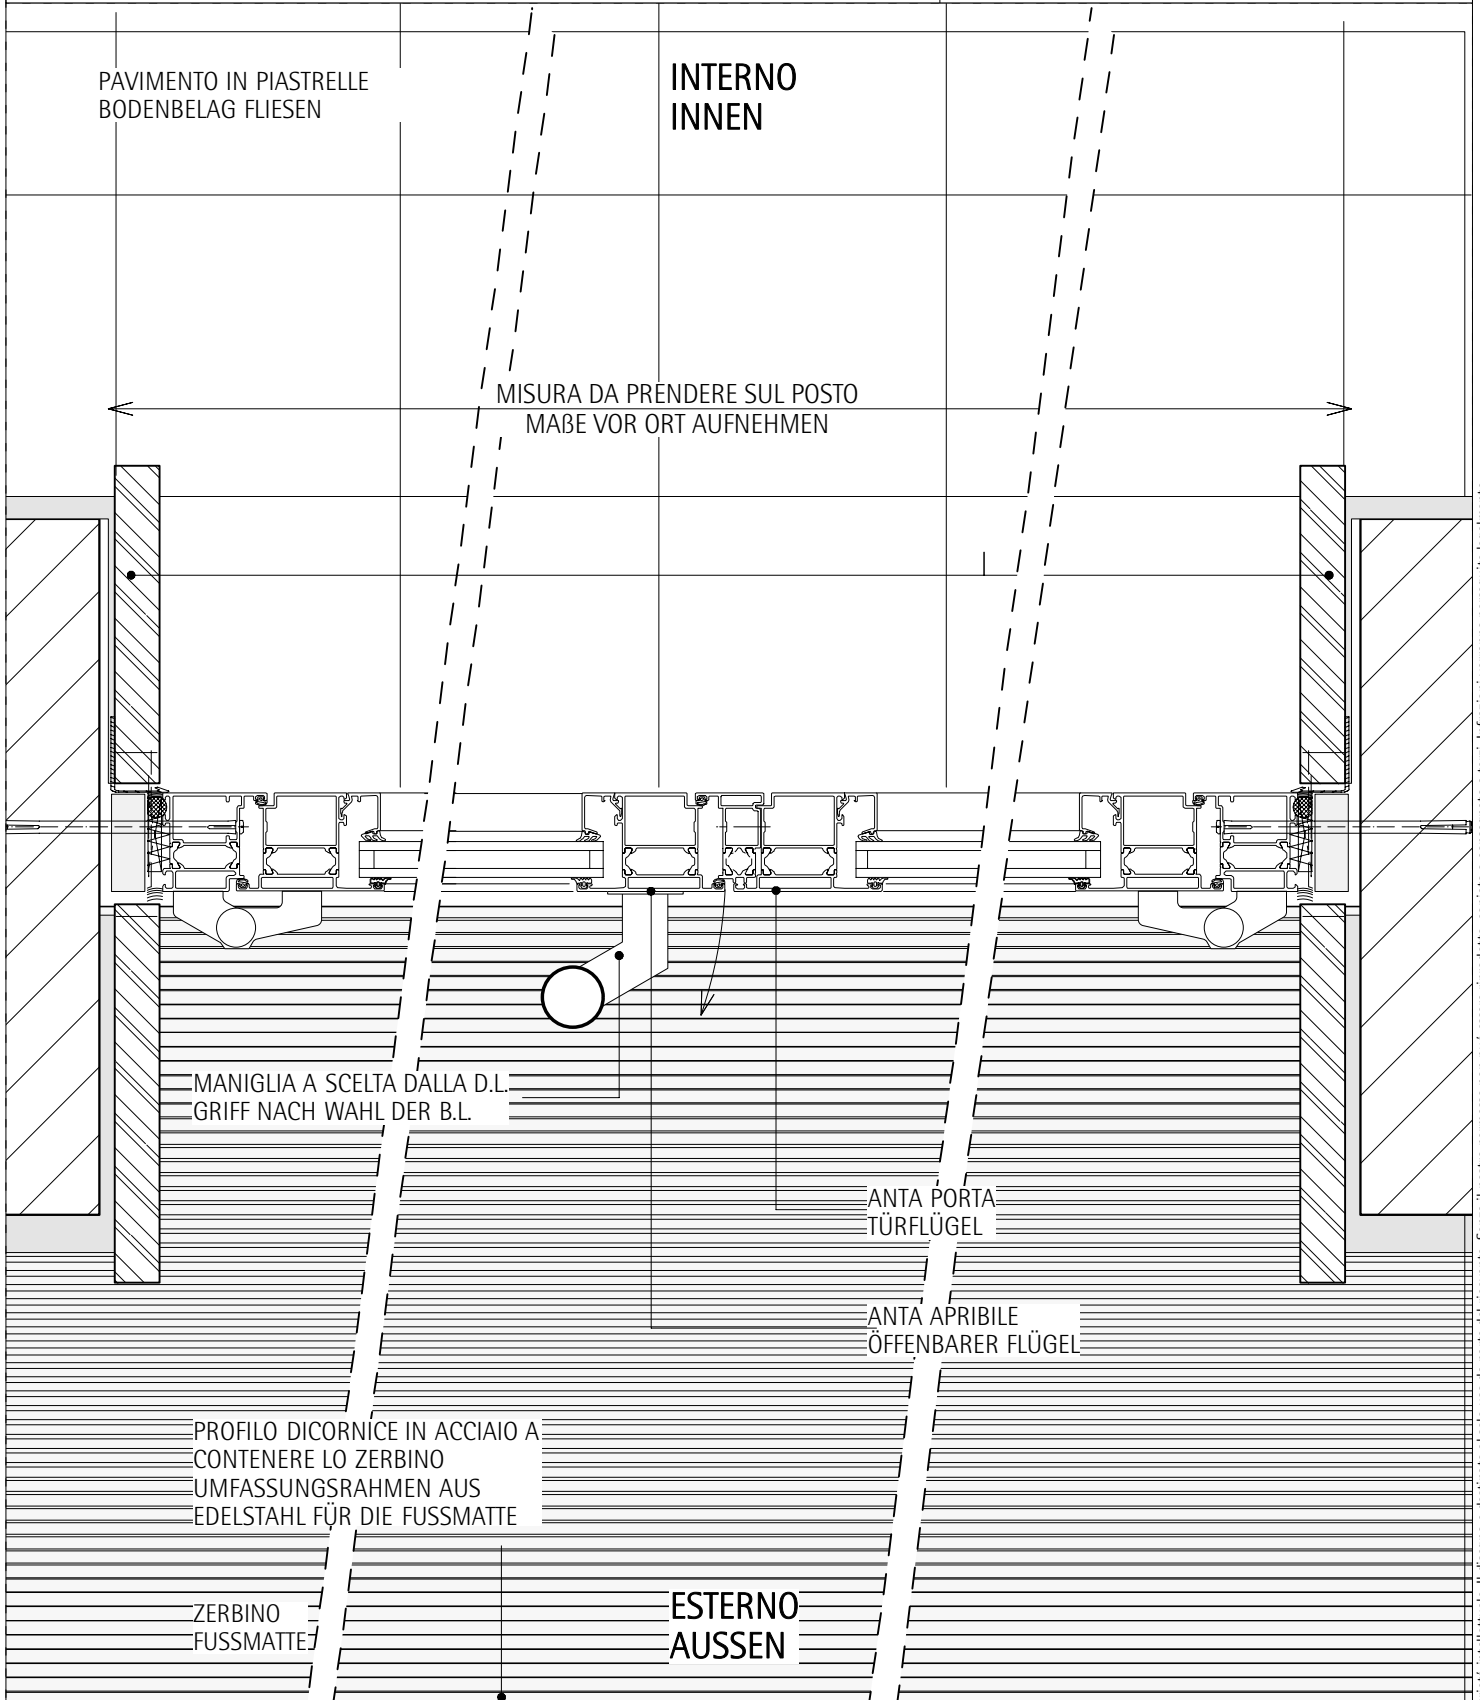 PAVIMENTO IN PIASTRELLE
BODENBELAG FLIESEN
INTERNO
INNEN
MISURA DA PRENDERE SUL POSTO
MAßE VOR ORT AUFNEHMEN
MANIGLIA A SCELTA DALLA D.L.
GRIFF NACH WAHL DER B.L.
ANTA PORTA
TÜRFLÜGEL
ANTA APRIBILE
ÖFFENBARER FLÜGEL
PROFILO DICORNICE IN ACCIAIO A
CONTENERE LO ZERBINO
UMFASSUNGSRAHMEN AUS
EDELSTAHL FÜR DIE FUSSMATTE
ZERBINO
FUSSMATTE
ESTERNO
AUSSEN